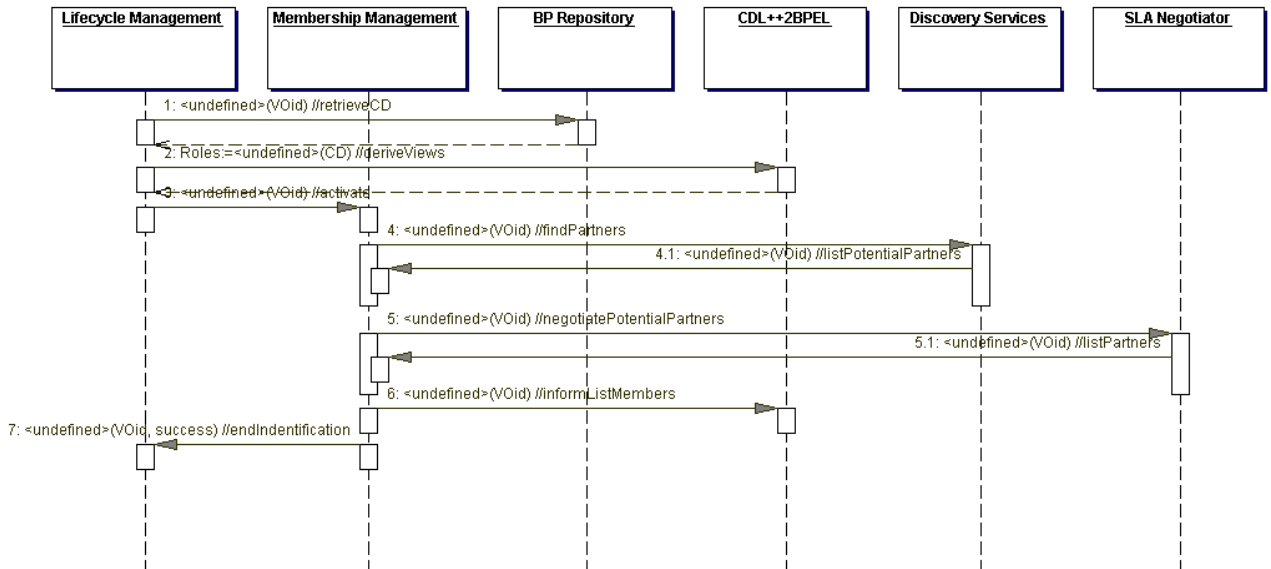 Lifecycle Management
Membership Management
BP Repository
CDL++2BPEL
Discovery Services
SLA Negotiator
1: <undefined>(VOid) //retrieveCD
2: Roles:=<undefined>(CD) //deriveViews
3: <undefined>(VOid) //activate
4: <undefined>(VOid) //findPartners
4.1: <undefined>(VOid) //listPotentialPartners
5: <undefined>(VOid) //negotiatePotentialPartners
5.1: <undefined>(VOid) //listPartners
6: <undefined>(VOid) //informListMembers
7: <undefined>(VOid, success) //endIndentification